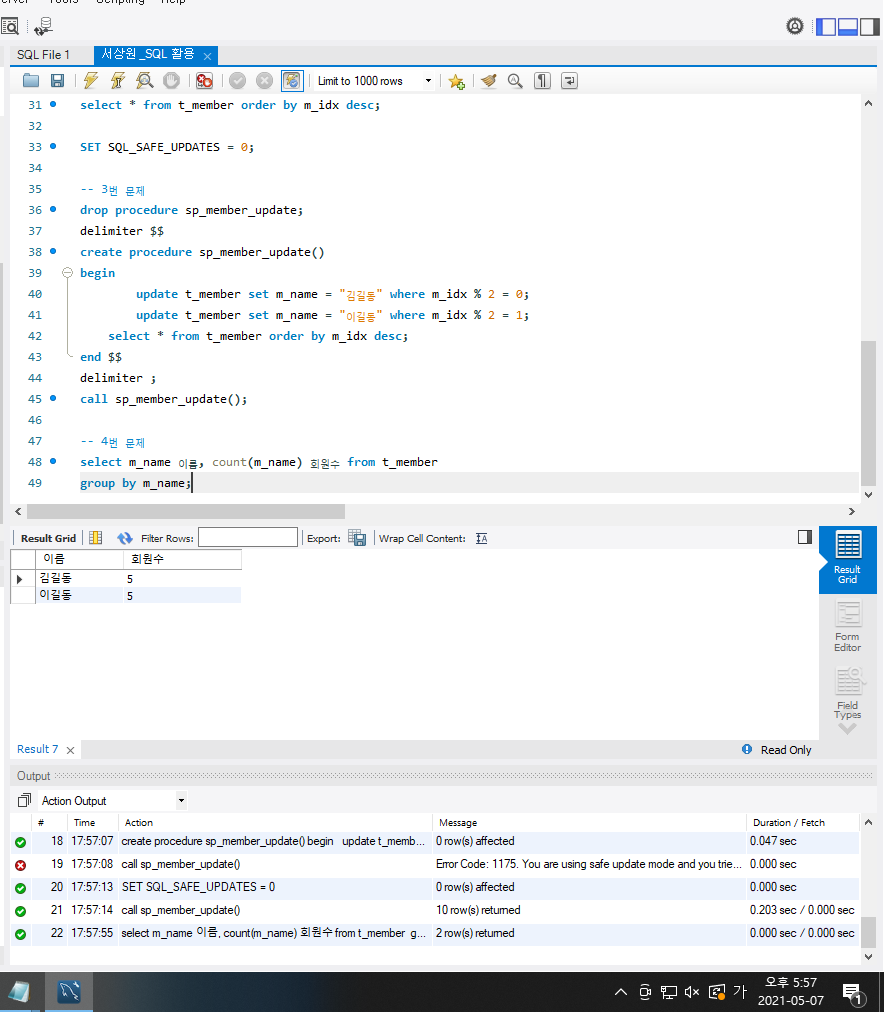 Tools
Scripting
Help
SQL File 1
서상원_SQL 활용
Limit to 1000 rows
31 select * from t_member order by m_idx desc;
32
33 SET SQL_SAFE_UPDATES = 0;
34
35 -- 3번 문제
36 drop procedure sp_member_update;
37 delimiter $$
38 create procedure sp_member_update()
39 begin
40 update t_member set m_name = "김길동" where m_idx % 2 = 0;
41 update t_member set m_name = "이길동" where m_idx % 2 = 1;
42 select * from t_member order by m_idx desc;
43 end $$
44 delimiter ;
45 call sp_member_update();
46
47 -- 4번 문제
48 select m_name 이름, count(m_name) 회원수 from t_member
49 group by m_name;
Result Grid Filter Rows: Export: Wrap Cell Content:
이름 회원수
김길동 5
이길동 5
Result
Grid
Form
Editor
Field
Types
Result 7
Read Only
Output
Action Output
# Time Action Message Duration / Fetch
18 17:57:07 create procedure sp_member_update() begin update t_memb... 0 row(s) affected 0.047 sec
19 17:57:08 call sp_member_update() Error Code: 1175. You are using safe update mode and you trie... 0.000 sec
20 17:57:13 SET SQL_SAFE_UPDATES = 0 0 row(s) affected 0.000 sec
21 17:57:14 call sp_member_update() 10 row(s) returned 0.203 sec / 0.000 sec
22 17:57:55 select m_name 이름, count(m_name) 회원수 from t_member g... 2 row(s) returned 0.000 sec / 0.000 sec
가
오후 5:57
2021-05-07
1